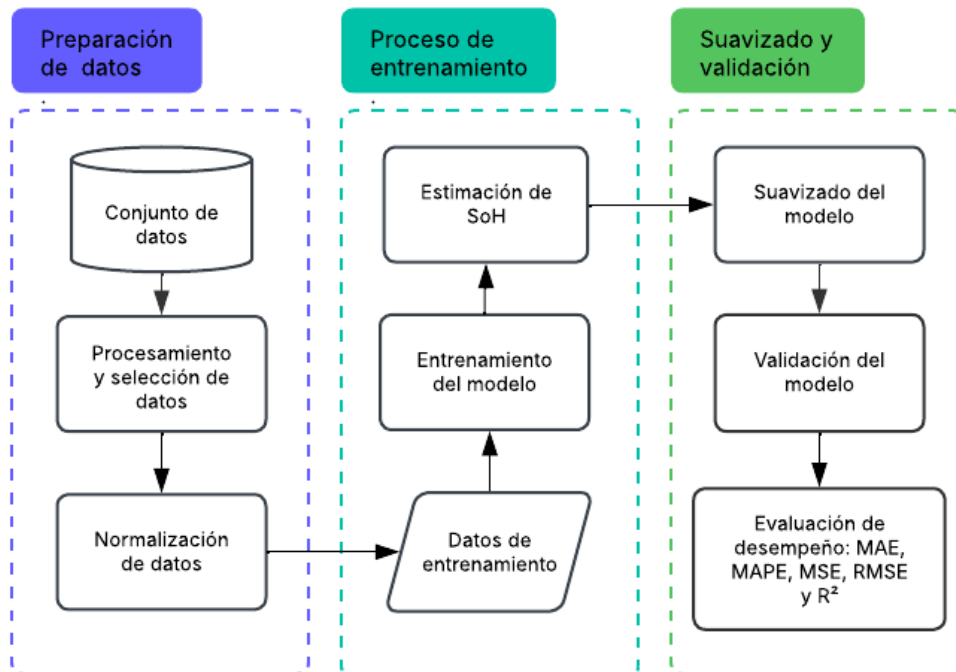 Preparación
de datos
Proceso de
entrenamiento
Suavizado y
validación
Conjunto de
datos
Procesamiento
y selección de
datos
Normalización
de datos
Estimación de
SoH
Entrenamiento
del modelo
Datos de
entrenamiento
Suavizado del
modelo
Validación del
modelo
Evaluación de
desempeño: MAE,
MAPE, MSE, RMSE
y R²